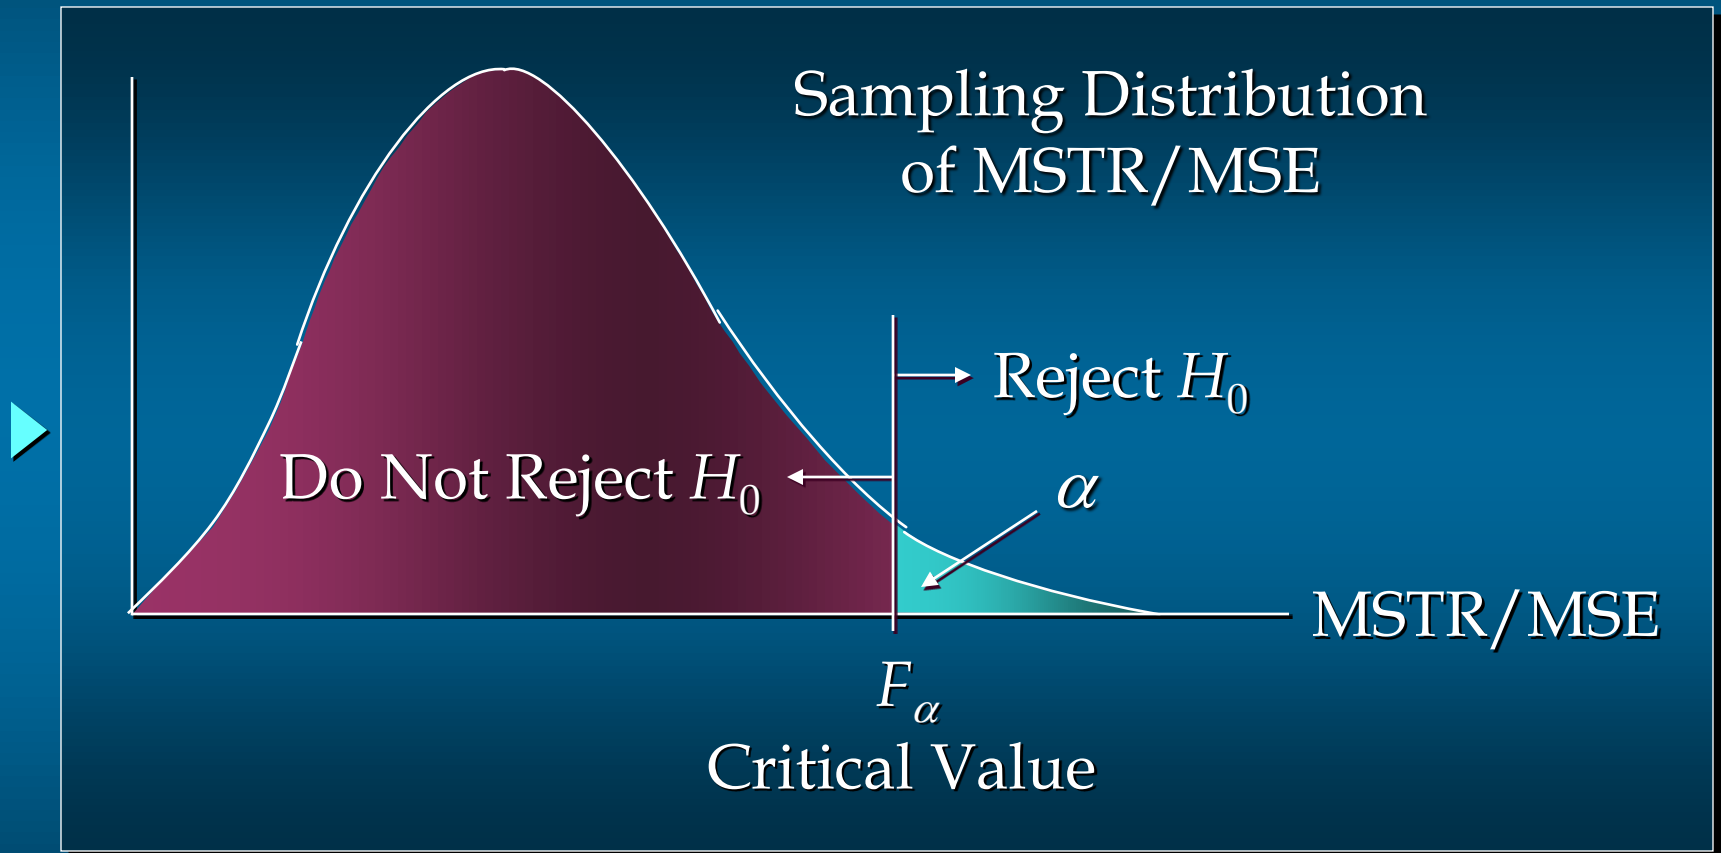 Sampling Distribution
of MSTR/MSE
Reject H₀
Do Not Reject H₀
α
MSTR/MSE
Fα
Critical Value